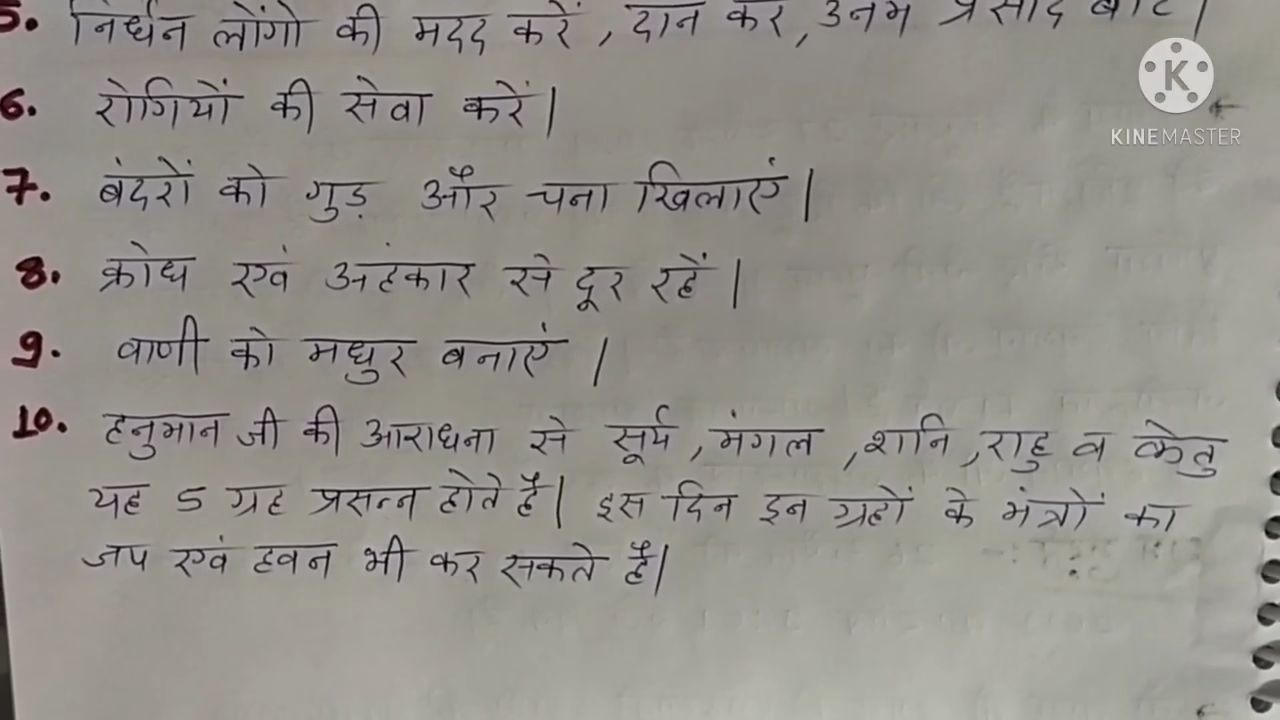 5. निर्धन लोंगो की मदद करें, दान करें, उनमें प्रसाद बांटें।
KINEMASTER
6. रोगियों की सेवा करें।
7. बंदरों को गुड़ और चना खिलाएं।
8. क्रोध एवं अहंकार से दूर रहें।
9. वाणी को मधुर बनाएं ।
10. हनुमान जी की आराधना से सूर्य, मंगल, शनि, राहु व केतु
यह 5 ग्रह प्रसन्न होते है। इस दिन इन ग्रहों के मंत्रों का
जप एवं हवन भी कर सकते है।